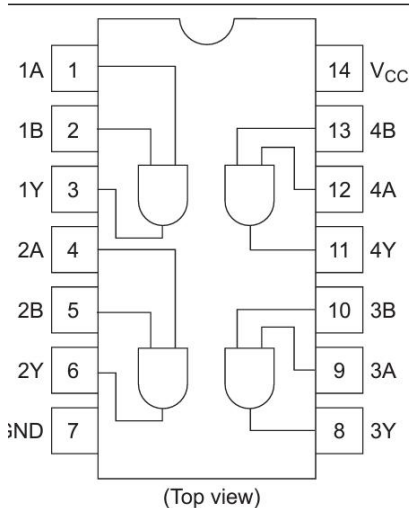 1A 1 14 VCC
1B 2 13 4B
1Y 3 12 4A
2A 4 11 4Y
2B 5 10 3B
2Y 6 9 3A
GND 7 8 3Y
(Top view)